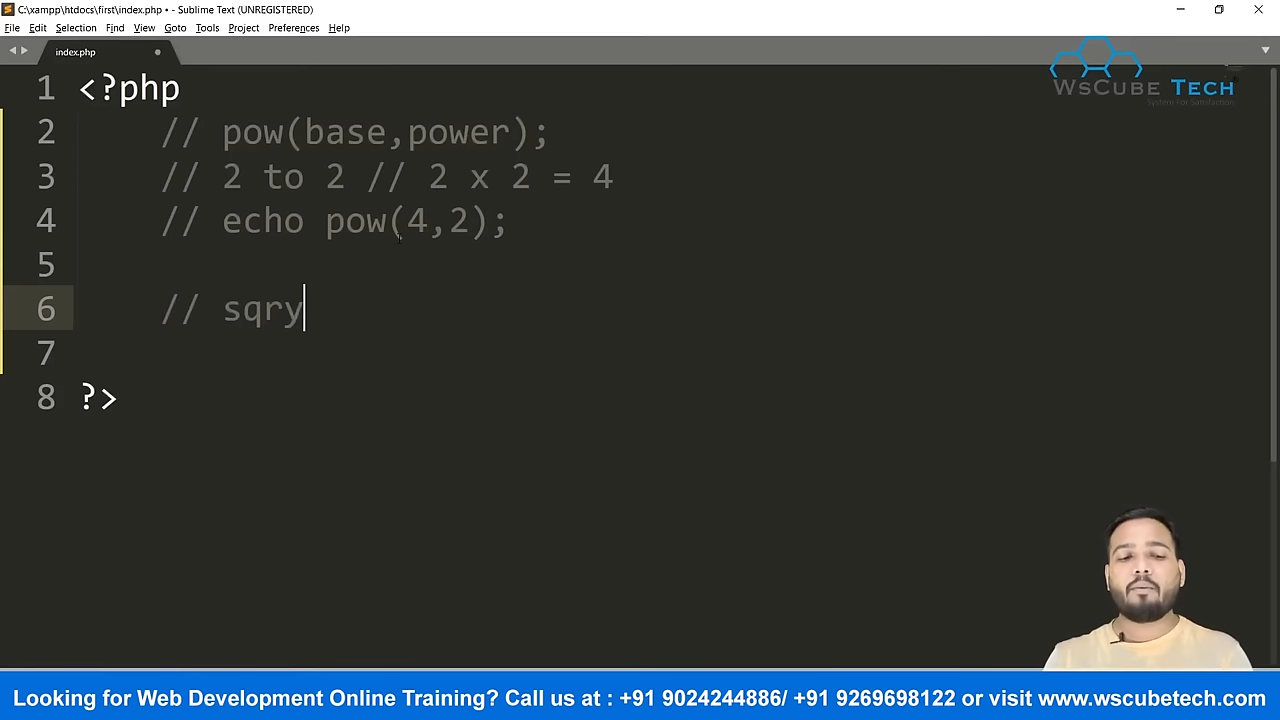 C:\xampp\htdocs\first\index.php • - Sublime Text (UNREGISTERED)
File Edit Selection Find View Goto Tools Project Preferences Help
index.php
WsCube Tech
System For Satisfaction
1 <?php
2 // pow(base,power);
3 // 2 to 2 // 2 x 2 = 4
4 // echo pow(4,2);
5
6 // sqry
7
8 ?>
Looking for Web Development Online Training? Call us at : +91 9024244886/ +91 9269698122 or visit www.wscubetech.com